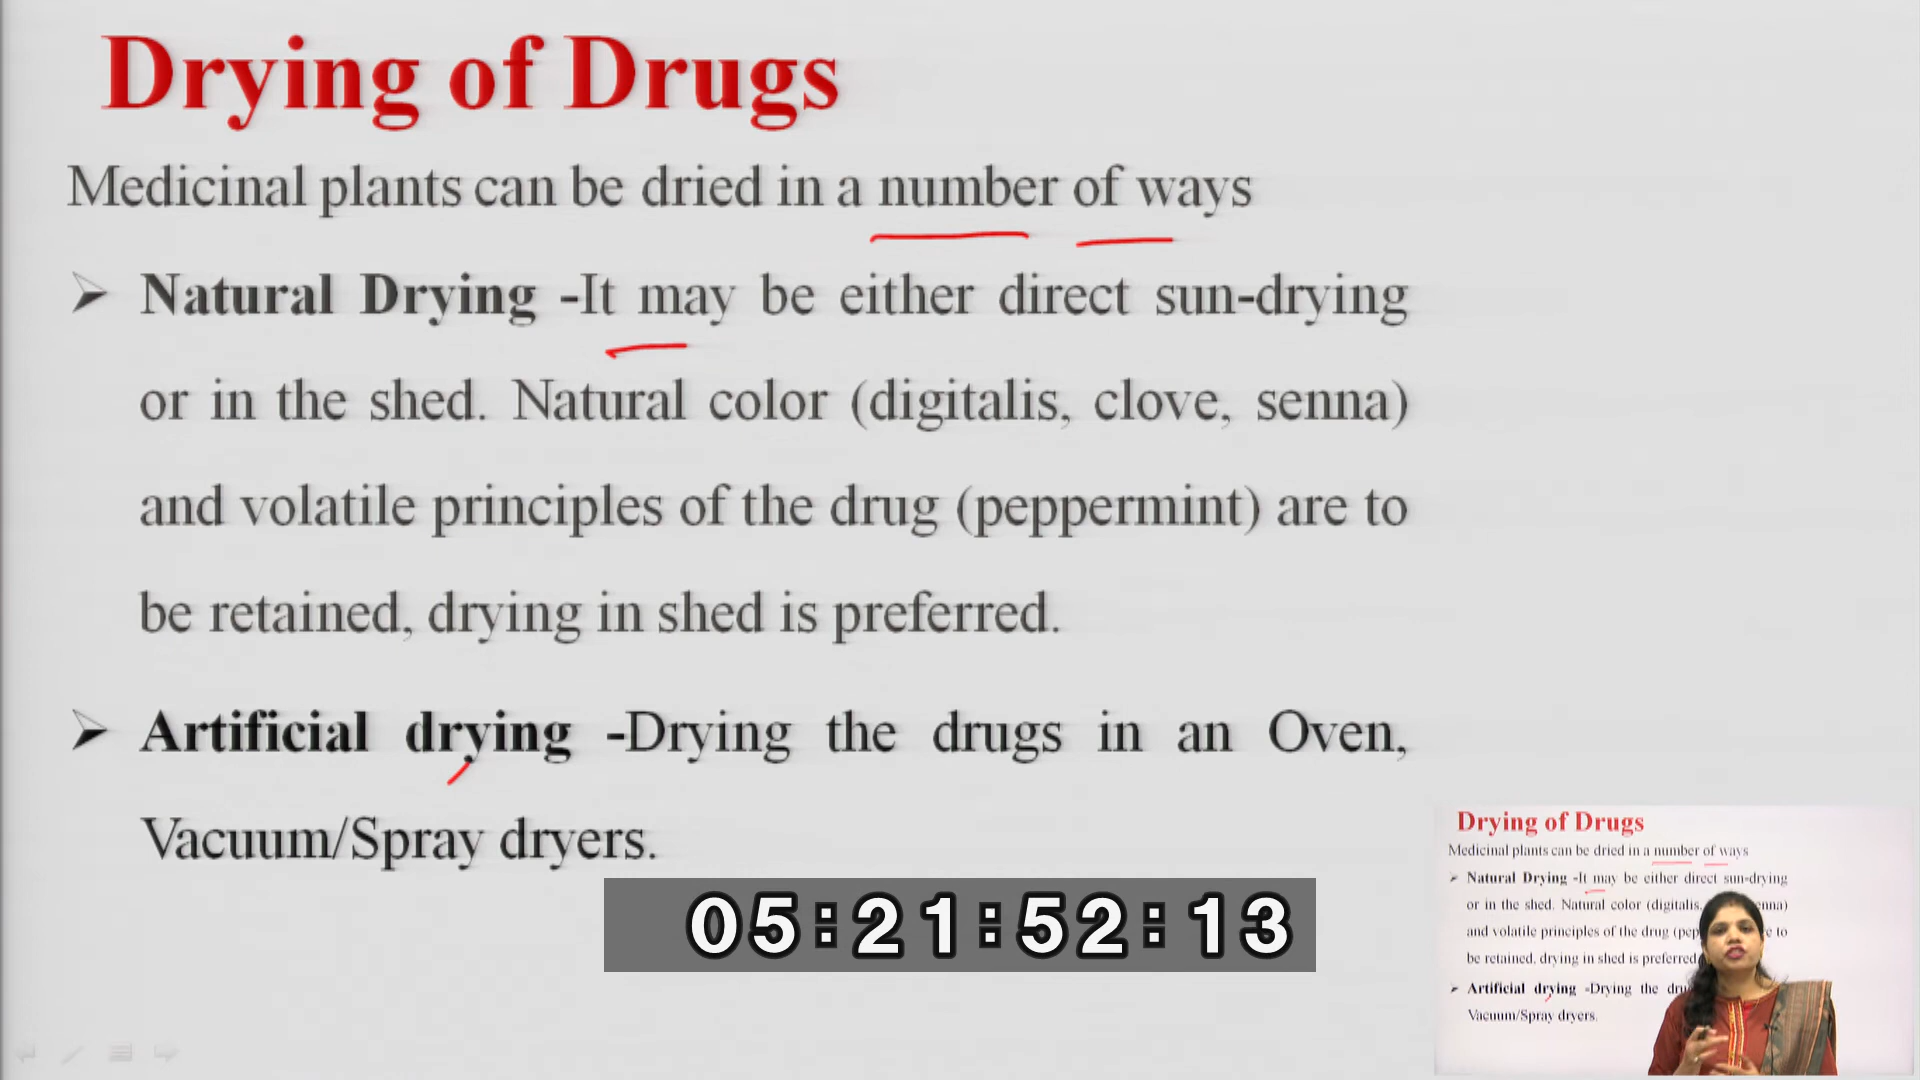 Drying of Drugs
Medicinal plants can be dried in a number of ways
Natural Drying -It may be either direct sun-drying
or in the shed. Natural color (digitalis, clove, senna)
and volatile principles of the drug (peppermint) are to
be retained, drying in shed is preferred.
Artificial drying -Drying the drugs in an Oven,
Vacuum/Spray dryers.
05:21:52:13
Drying of Drugs
Medicinal plants can be dried in a number of ways
Natural Drying -It may be either direct sun-drying
or in the shed. Natural color (digitalis,
and volatile principles of the drug
to
be retained, drying in shed is preferred
Artificial drying -Drying the
Vacuum/Spray dryers.